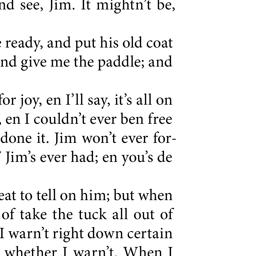 nd see, Jim. It mightn't be,
ready, and put his old coat
nd give me the paddle; and
for joy, en I'll say, it's all on
, en I couldn't ever ben free
done it. Jim won't ever for-
Jim's ever had; en you's de
eat to tell on him; but when
of take the tuck all out of
I warn't right down certain
whether I warn't. When I